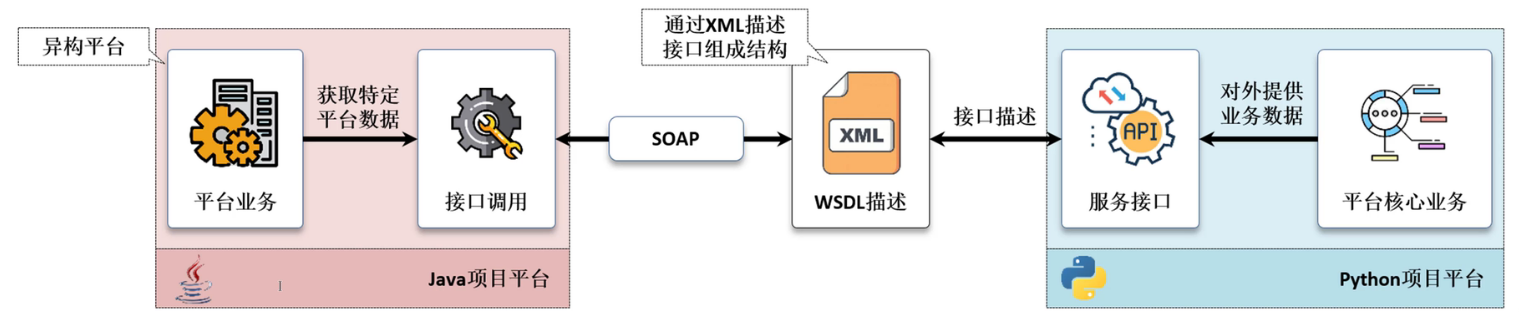 异构平台
获取特定
平台数据
平台业务
接口调用
Java项目平台
SOAP
通过XML描述
接口组成结构
XML
WSDL描述
接口描述
API
服务接口
对外提供
业务数据
平台核心业务
Python项目平台